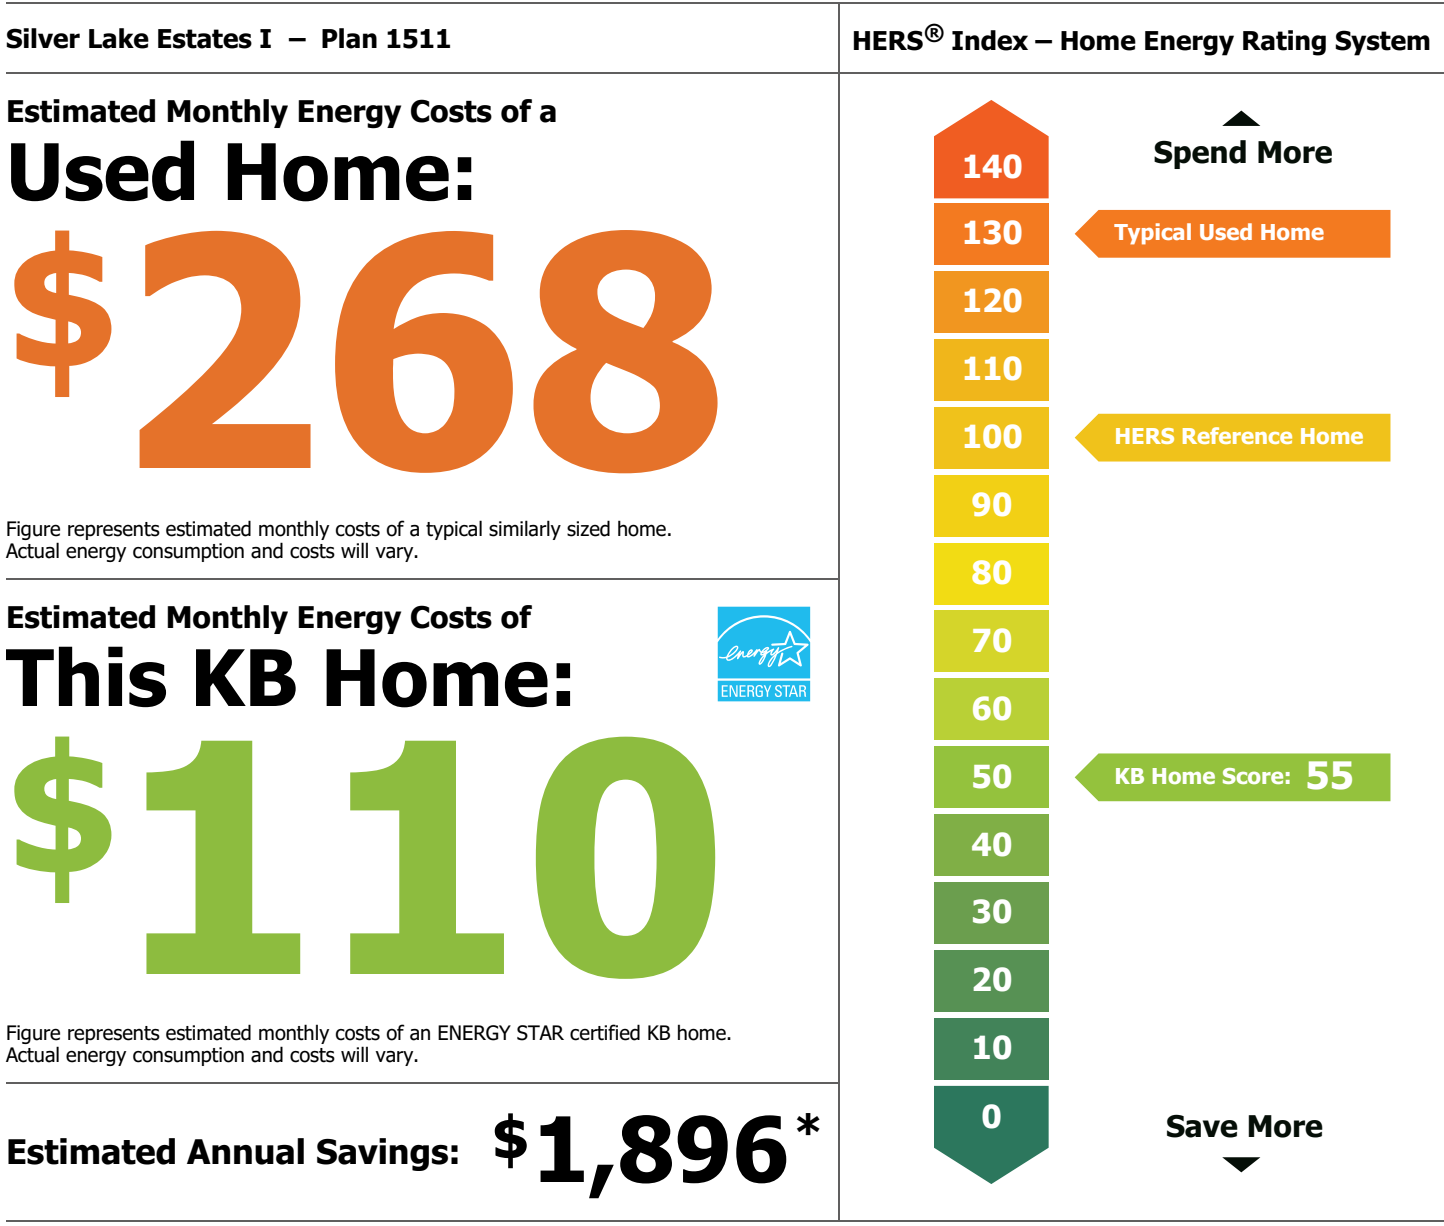 Silver Lake Estates I – Plan 1511
Estimated Monthly Energy Costs of a
Used Home:
$268
Figure represents estimated monthly costs of a typical similarly sized home.
Actual energy consumption and costs will vary.
Estimated Monthly Energy Costs of
This KB Home:
energy
ENERGY STAR
$110
Figure represents estimated monthly costs of an ENERGY STAR certified KB home.
Actual energy consumption and costs will vary.
Estimated Annual Savings: $1,896*
HERS® Index – Home Energy Rating System
Spend More
140
130 Typical Used Home
120
110
100 HERS Reference Home
90
80
70
60
50 KB Home Score: 55
40
30
20
10
0
Save More